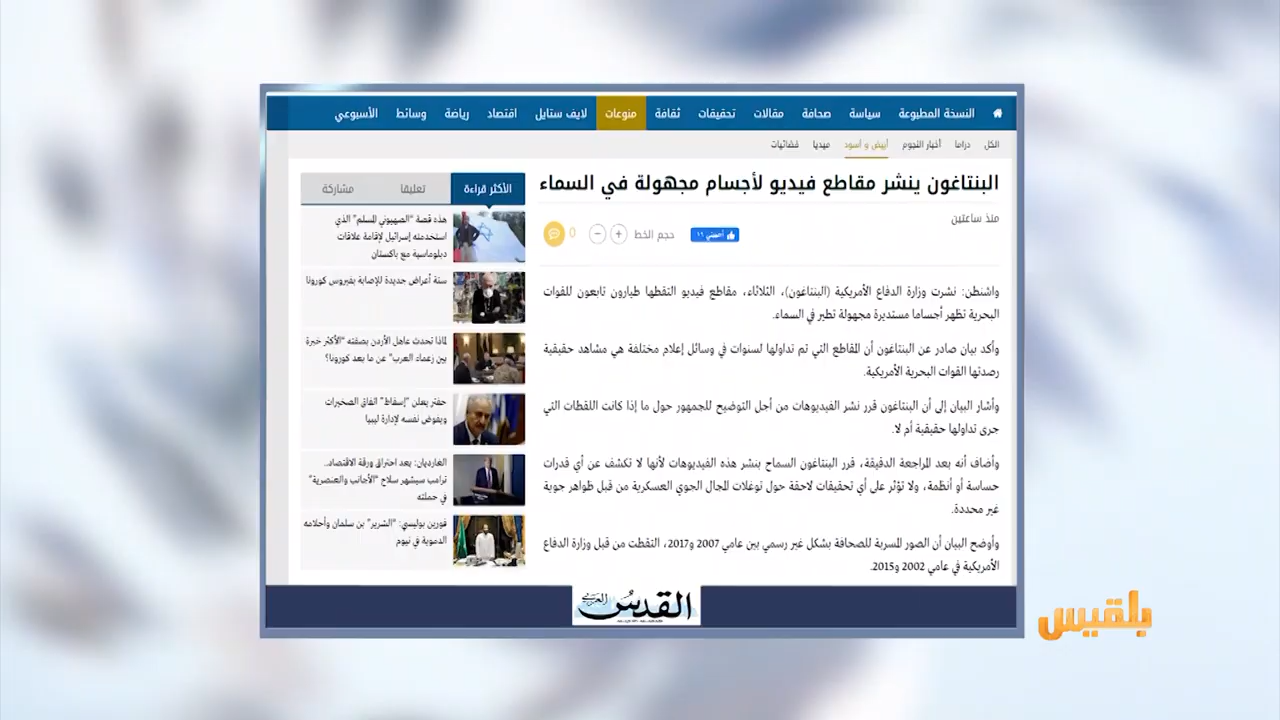 النسخة المطبوعة سياسة صحافة مقالات تحقيقات ثقافة منوعات لايف ستايل اقتصاد رياضة وسائط الأسبوعي
الكل دراما أخبار النجوم أبيض و أسود ميديا فضائيات
البنتاغون ينشر مقاطع فيديو لأجسام مجهولة في السماء
منذ ساعتين
أعجبني ١٦ حجم الخط + − 0
واشنطن: نشرت وزارة الدفاع الأمريكية (البنتاغون)، الثلاثاء، مقاطع فيديو التقطها طيارون تابعون للقوات
البحرية تظهر أجساما مستديرة مجهولة تطير في السماء.
وأكد بيان صادر عن البنتاغون أن المقاطع التي تم تداولها لسنوات في وسائل إعلام مختلفة هي مشاهد حقيقية
رصدتها القوات البحرية الأمريكية.
وأشار البيان إلى أن البنتاغون قرر نشر الفيديوهات من أجل التوضيح للجمهور حول ما إذا كانت اللقطات التي
جرى تداولها حقيقية أم لا.
وأضاف أنه بعد المراجعة الدقيقة، قرر البنتاغون السماح بنشر هذه الفيديوهات لأنها لا تكشف عن أي قدرات
حساسة أو أنظمة، ولا تؤثر على أي تحقيقات لاحقة حول توغلات المجال الجوي العسكرية من قبل ظواهر جوية
غير محددة.
وأوضح البيان أن الصور المسربة للصحافة بشكل غير رسمي بين عامي 2007 و2017، التقطت من قبل وزارة الدفاع
الأمريكية في عامي 2002 و2015.
الأكثر قراءة تعليقا مشاركة
هذه قصة "الصهيوني المسلم" الذي
استخدمته إسرائيل لإقامة علاقات
دبلوماسية مع باكستان
ستة أعراض جديدة للإصابة بفيروس كورونا
لماذا تحدث عاهل الأردن بصفته "الأكثر خبرة
بين زعماء العرب" عن ما بعد كورونا؟
حفتر يعلن "إسقاط" اتفاق الصخيرات
ويفوض نفسه لإدارة ليبيا
الغارديان: بعد احتراق ورقة الاقتصاد..
ترامب سيشهر سلاح "الأجانب والعنصرية"
في حملته
فورين بوليسي: "الشرير" بن سلمان وأحلامه
الدموية في نيوم
القدس العربي
بلقيس